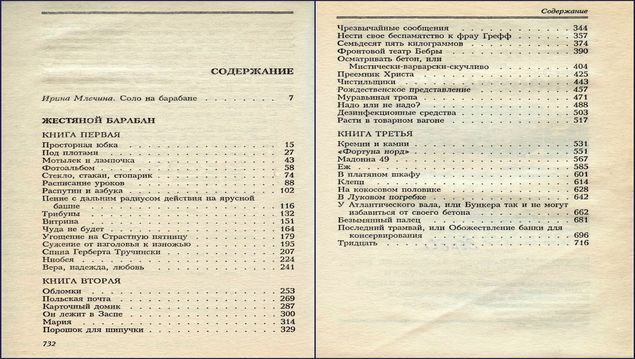 СОДЕРЖАНИЕ
Ирина Млечина. Соло на барабане . . . . . . . . . . . 7
ЖЕСТЯНОЙ БАРАБАН
КНИГА ПЕРВАЯ
Просторная юбка . . . . . . . . . . . 15
Под плотами . . . . . . . . . . . 27
Мотылек и лампочка . . . . . . . . . . . 43
Фотоальбом . . . . . . . . . . . 58
Стекло, стакан, стопарик . . . . . . . . . . . 74
Расписание уроков . . . . . . . . . . . 88
Распутин и азбука . . . . . . . . . . . 102
Пение с дальним радиусом действия на ярусной
башне . . . . . . . . . . . 116
Трибуны . . . . . . . . . . . 132
Витрина . . . . . . . . . . . 151
Чуда не будет . . . . . . . . . . . 164
Угощение на Страстную пятницу . . . . . . . . . . . 179
Сужение от изголовья к изножью . . . . . . . . . . . 195
Спина Герберта Тручински . . . . . . . . . . . 207
Ниобея . . . . . . . . . . . 224
Вера, надежда, любовь . . . . . . . . . . . 241
КНИГА ВТОРАЯ
Обломки . . . . . . . . . . . 253
Польская почта . . . . . . . . . . . 269
Карточный домик . . . . . . . . . . . 287
Он лежит в Заспе . . . . . . . . . . . 300
Мария . . . . . . . . . . . 314
Порошок для шипучки . . . . . . . . . . . 329
732
Содержание
Чрезвычайные сообщения . . . . . . . . . . . 344
Нести свое беспамятство к фрау Грефф . . . . . . . . . . . 357
Семьдесят пять килограммов . . . . . . . . . . . 374
Фронтовой театр Бебры . . . . . . . . . . . 390
Осматривать бетон, или
Мистически-варварски-скучливо . . . . . . . . . . . 404
Преемник Христа . . . . . . . . . . . 425
Чистильщики . . . . . . . . . . . 443
Рождественское представление . . . . . . . . . . . 457
Муравьиная тропа . . . . . . . . . . . 471
Надо или не надо? . . . . . . . . . . . 488
Дезинфекционные средства . . . . . . . . . . . 503
Расти в товарном вагоне . . . . . . . . . . . 517
КНИГА ТРЕТЬЯ
Кремни и камни . . . . . . . . . . . 531
«Фортуна норд» . . . . . . . . . . . 551
Мадонна 49 . . . . . . . . . . . 567
Еж . . . . . . . . . . . 585
В платяном шкафу . . . . . . . . . . . 601
Клепп . . . . . . . . . . . 614
На кокосовом половике . . . . . . . . . . . 628
В Луковом погребке . . . . . . . . . . . 642
У Атлантического вала, или Бункера так и не могут
избавиться от своего бетона . . . . . . . . . . . 662
Безымянный палец . . . . . . . . . . . 681
Последний трамвай, или Обожествление банки для
консервирования . . . . . . . . . . . 696
Тридцать . . . . . . . . . . . 716